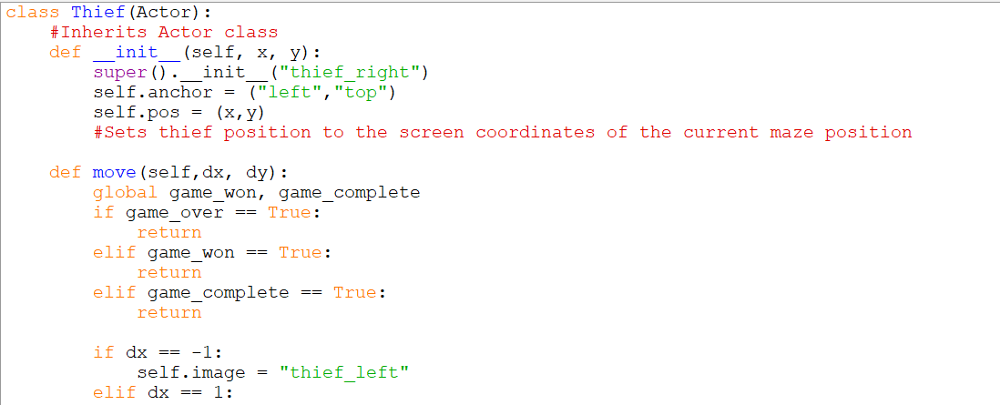 class Thief(Actor):
    #Inherits Actor class
    def __init__(self, x, y):
        super().__init__("thief_right")
        self.anchor = ("left","top")
        self.pos = (x,y)
        #Sets thief position to the screen coordinates of the current maze position

    def move(self,dx, dy):
        global game_won, game_complete
        if game_over == True:
            return
        elif game_won == True:
            return
        elif game_complete == True:
            return

        if dx == -1:
            self.image = "thief_left"
        elif dx == 1: